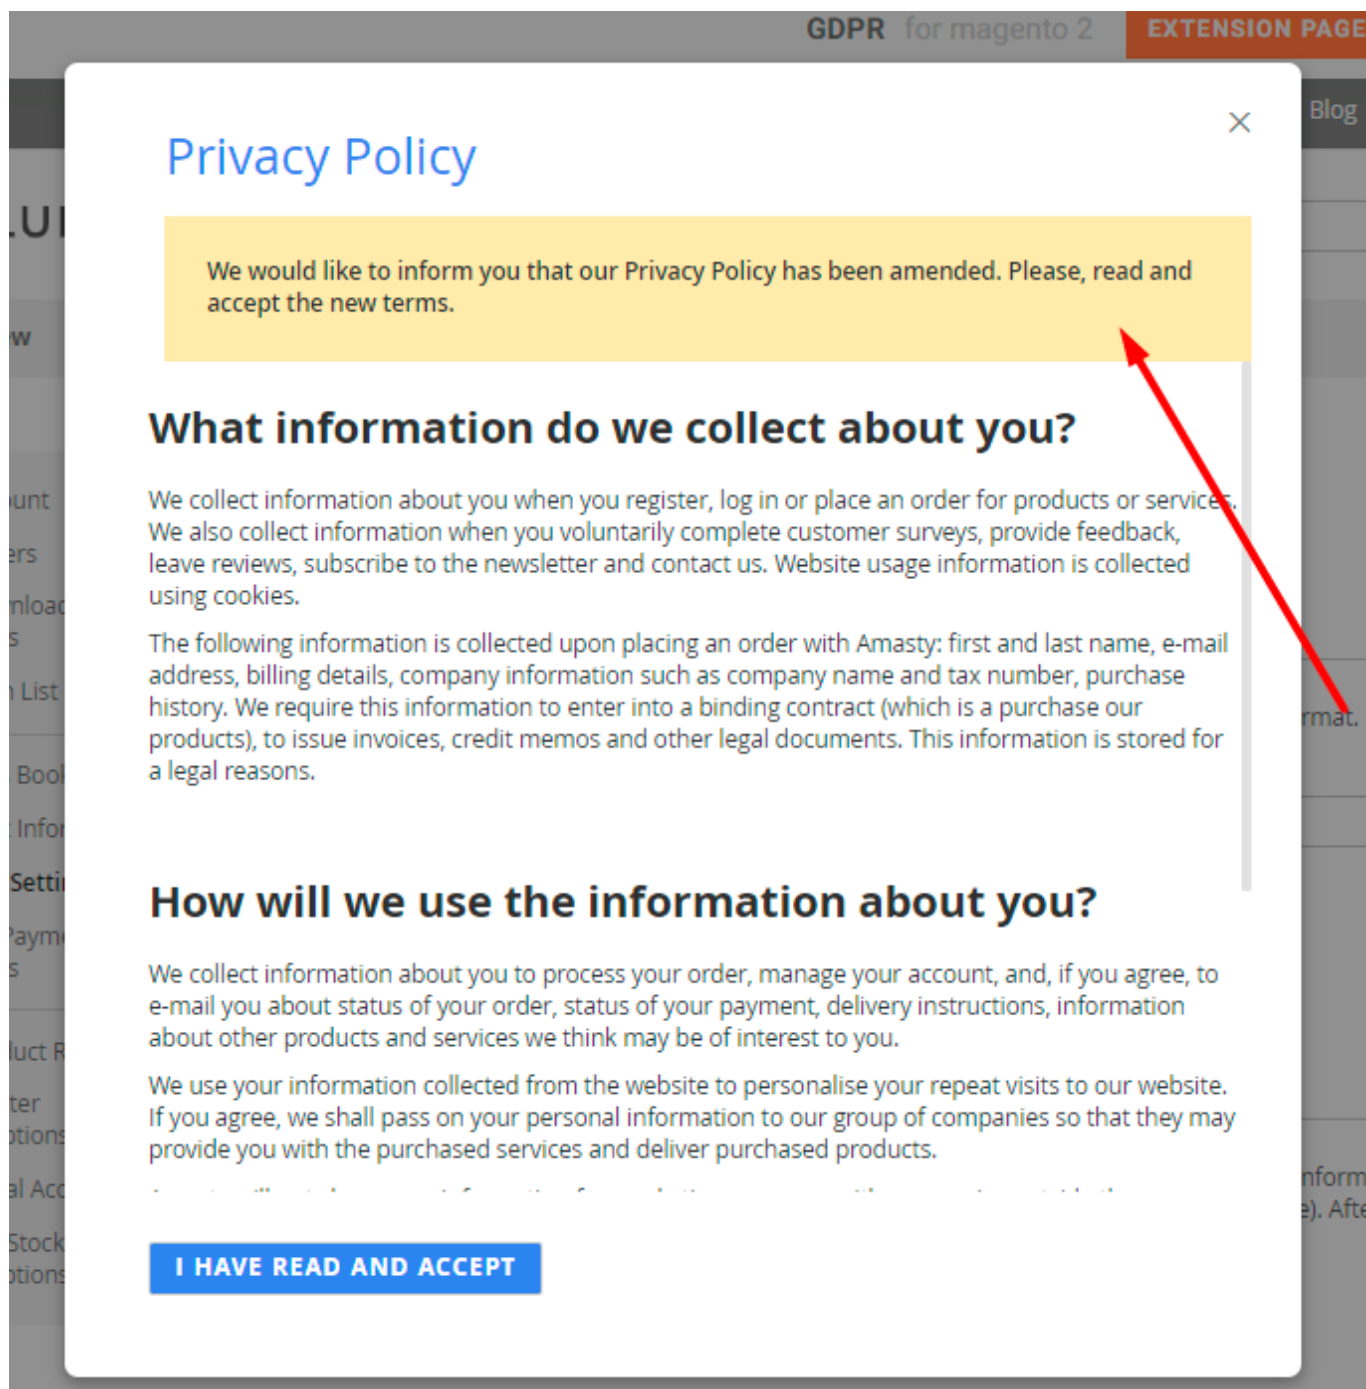 GDPR for magento 2
EXTENSION PAGE
Blog
Privacy Policy
We would like to inform you that our Privacy Policy has been amended. Please, read and
accept the new terms.
What information do we collect about you?
We collect information about you when you register, log in or place an order for products or services.
We also collect information when you voluntarily complete customer surveys, provide feedback,
leave reviews, subscribe to the newsletter and contact us. Website usage information is collected
using cookies.
The following information is collected upon placing an order with Amasty: first and last name, e-mail
address, billing details, company information such as company name and tax number, purchase
history. We require this information to enter into a binding contract (which is a purchase our
products), to issue invoices, credit memos and other legal documents. This information is stored for
a legal reasons.
List
Book
rmat.
How will we use the information about you?
We collect information about you to process your order, manage your account, and, if you agree, to
e-mail you about status of your order, status of your payment, delivery instructions, information
about other products and services we think may be of interest to you.
We use your information collected from the website to personalise your repeat visits to our website.
If you agree, we shall pass on your personal information to our group of companies so that they may
provide you with the purchased services and deliver purchased products.
Stock
I HAVE READ AND ACCEPT